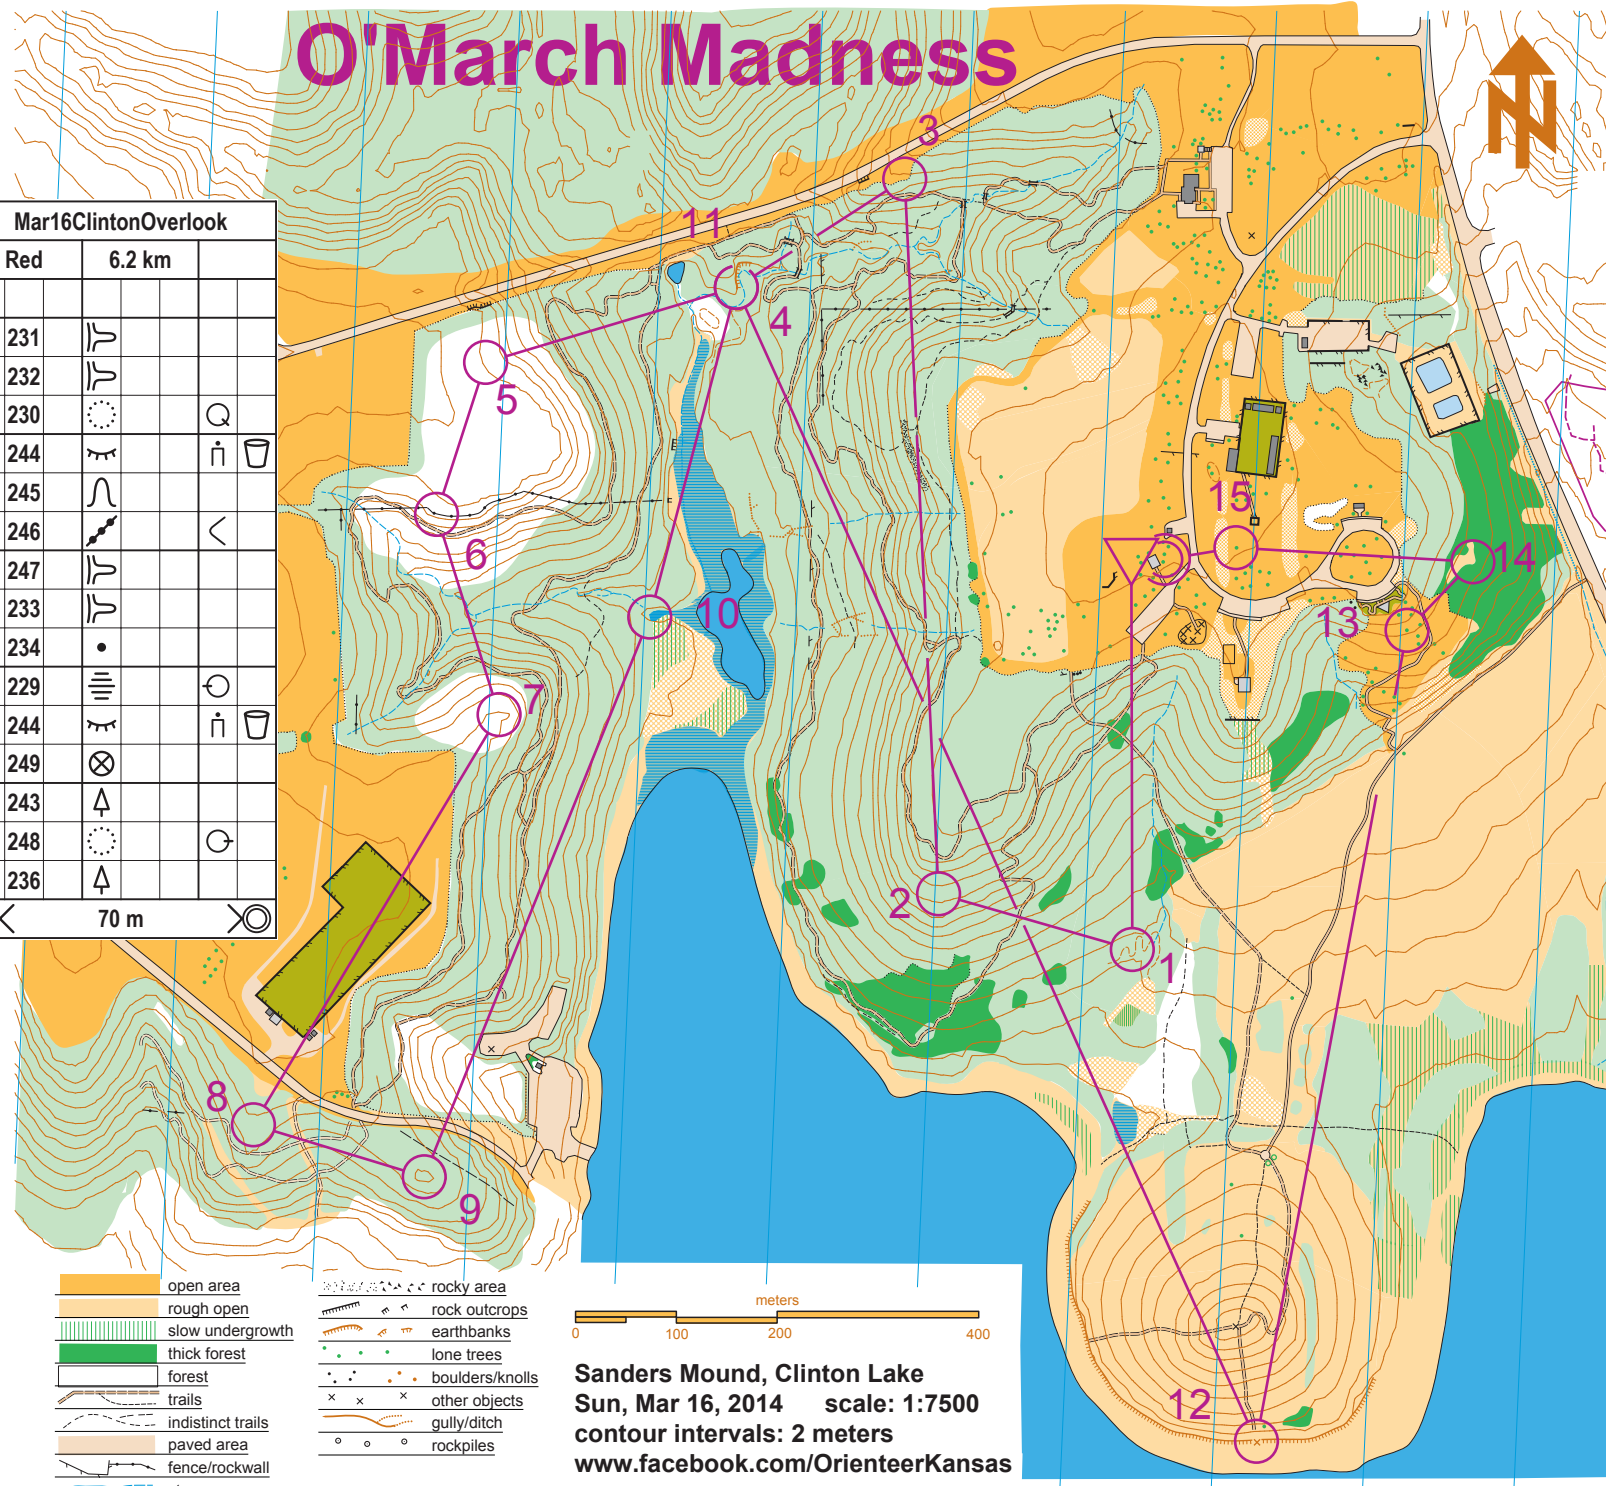 O'March Madness
N
Mar16ClintonOverlook
Red 6.2 km
231
232
230
244
245
246
247
233
234
229
244
249
243
248
236
70 m
3
11
4
5
6
7
10
15
14
13
2
1
8
9
12
open area
rough open
slow undergrowth
thick forest
forest
trails
indistinct trails
paved area
fence/rockwall
rocky area
rock outcrops
earthbanks
lone trees
boulders/knolls
other objects
gully/ditch
rockpiles
meters
0 100 200 400
Sanders Mound, Clinton Lake
Sun, Mar 16, 2014 scale: 1:7500
contour intervals: 2 meters
www.facebook.com/OrienteerKansas